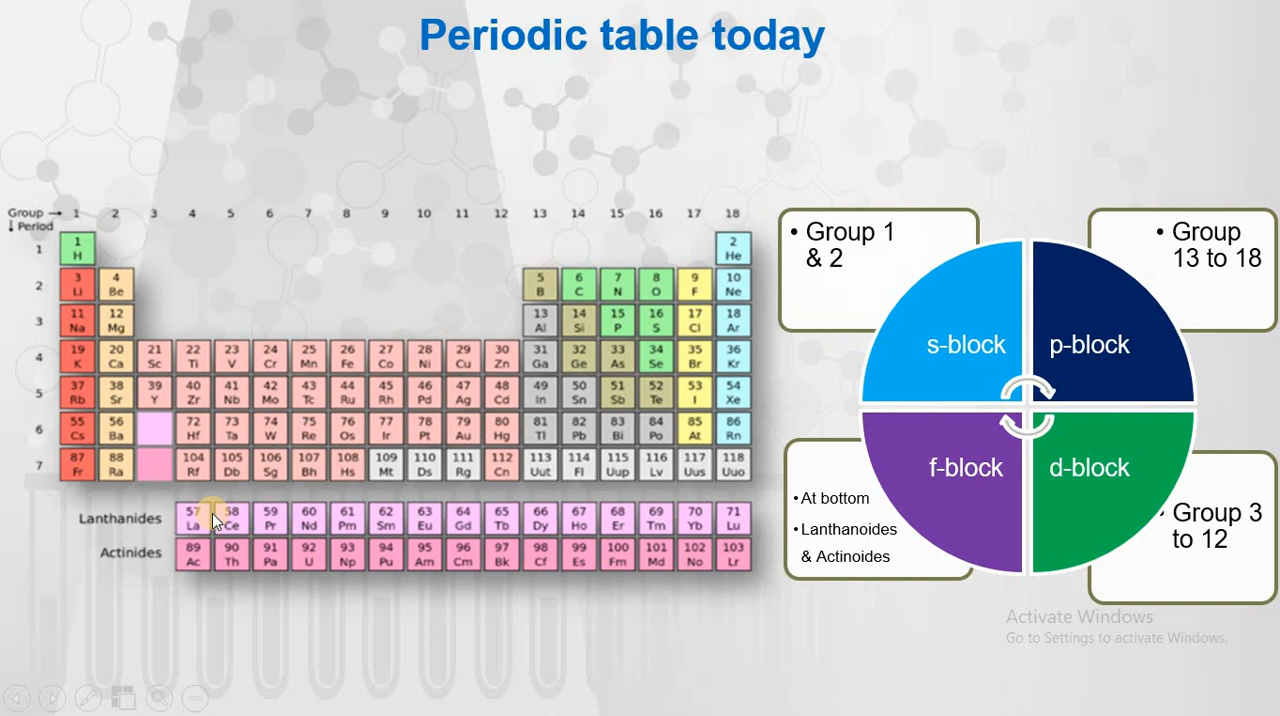 Periodic table today
Group → 1 2 3 4 5 6 7 8 9 10 11 12 13 14 15 16 17 18
↓ Period
1 1 2
H He
2 3 4 5 6 7 8 9 10
Li Be B C N O F Ne
3 11 12 13 14 15 16 17 18
Na Mg Al Si P S Cl Ar
4 19 20 21 22 23 24 25 26 27 28 29 30 31 32 33 34 35 36
K Ca Sc Ti V Cr Mn Fe Co Ni Cu Zn Ga Ge As Se Br Kr
5 37 38 39 40 41 42 43 44 45 46 47 48 49 50 51 52 53 54
Rb Sr Y Zr Nb Mo Tc Ru Rh Pd Ag Cd In Sn Sb Te I Xe
6 55 56 72 73 74 75 76 77 78 79 80 81 82 83 84 85 86
Cs Ba Hf Ta W Re Os Ir Pt Au Hg Tl Pb Bi Po At Rn
7 87 88 104 105 106 107 108 109 110 111 112 113 114 115 116 117 118
Fr Ra Rf Db Sg Bh Hs Mt Ds Rg Cn Uut Fl Uup Lv Uus Uuo
Lanthanides 57 58 59 60 61 62 63 64 65 66 67 68 69 70 71
La Ce Pr Nd Pm Sm Eu Gd Tb Dy Ho Er Tm Yb Lu
Actinides 89 90 91 92 93 94 95 96 97 98 99 100 101 102 103
Ac Th Pa U Np Pu Am Cm Bk Cf Es Fm Md No Lr
• Group 1
& 2
• Group
13 to 18
s-block
p-block
f-block
d-block
• At bottom
• Lanthanoides
& Actinoides
• Group 3
to 12
Activate Windows
Go to Settings to activate Windows.